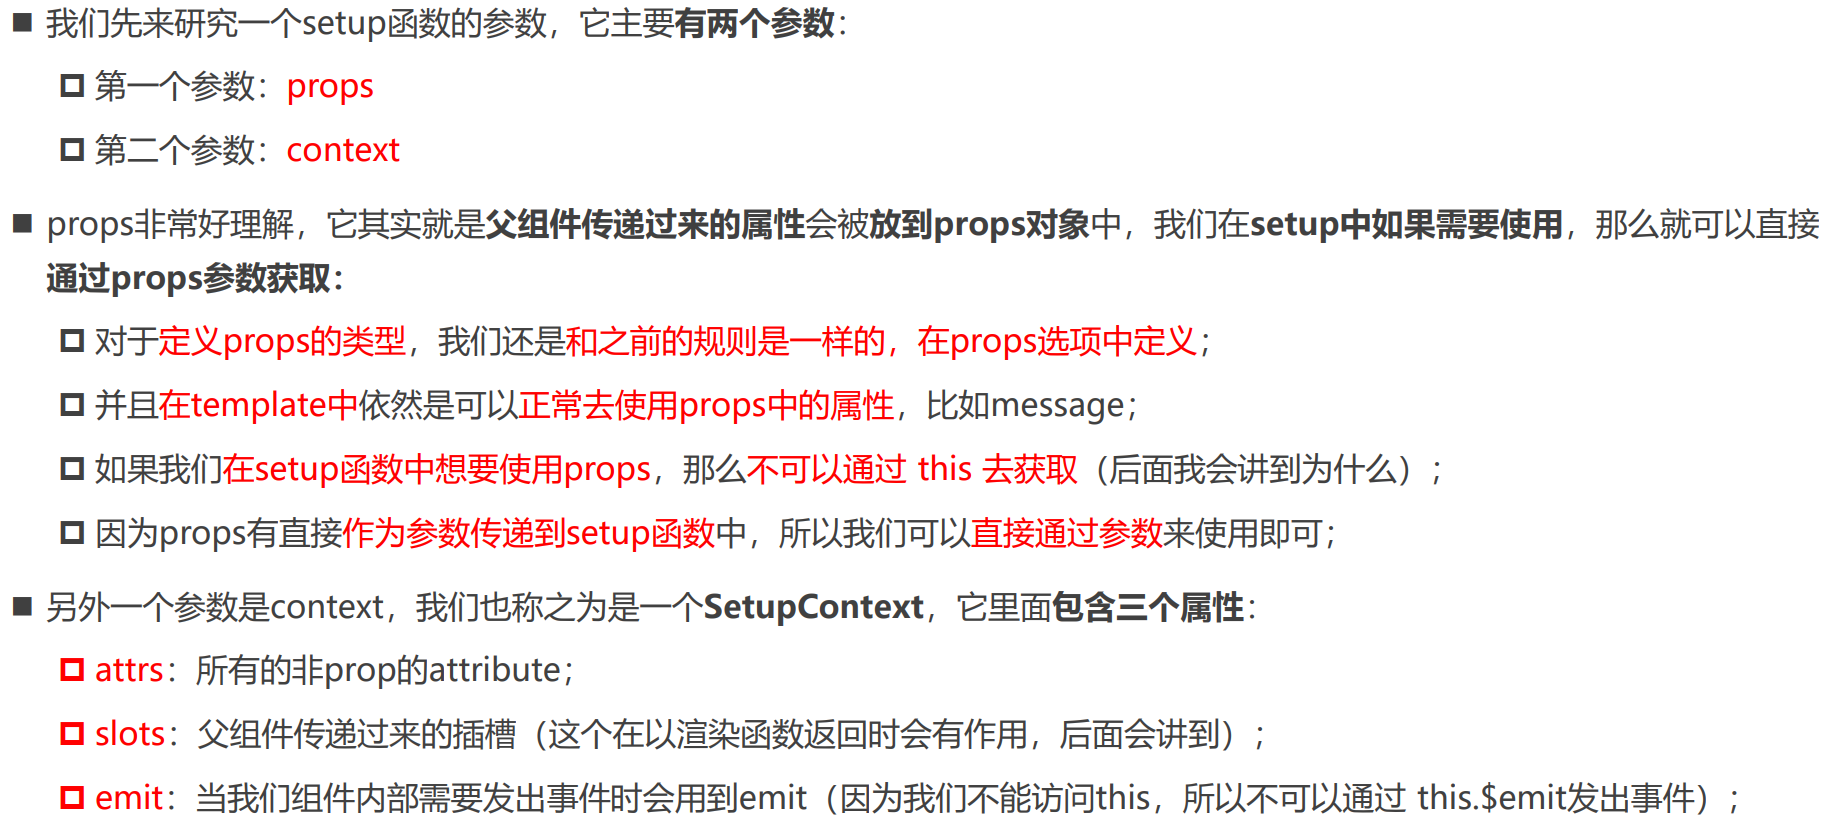 我们先来研究一个setup函数的参数，它主要有两个参数：
第一个参数：props
第二个参数：context
props非常好理解，它其实就是父组件传递过来的属性会被放到props对象中，我们在setup中如果需要使用，那么就可以直接
通过props参数获取：
对于定义props的类型，我们还是和之前的规则是一样的，在props选项中定义；
并且在template中依然是可以正常去使用props中的属性，比如message；
如果我们在setup函数中想要使用props，那么不可以通过 this 去获取（后面我会讲到为什么）；
因为props有直接作为参数传递到setup函数中，所以我们可以直接通过参数来使用即可；
另外一个参数是context，我们也称之为是一个SetupContext，它里面包含三个属性：
attrs：所有的非prop的attribute；
slots：父组件传递过来的插槽（这个在以渲染函数返回时会有作用，后面会讲到）；
emit：当我们组件内部需要发出事件时会用到emit（因为我们不能访问this，所以不可以通过 this.$emit发出事件）；